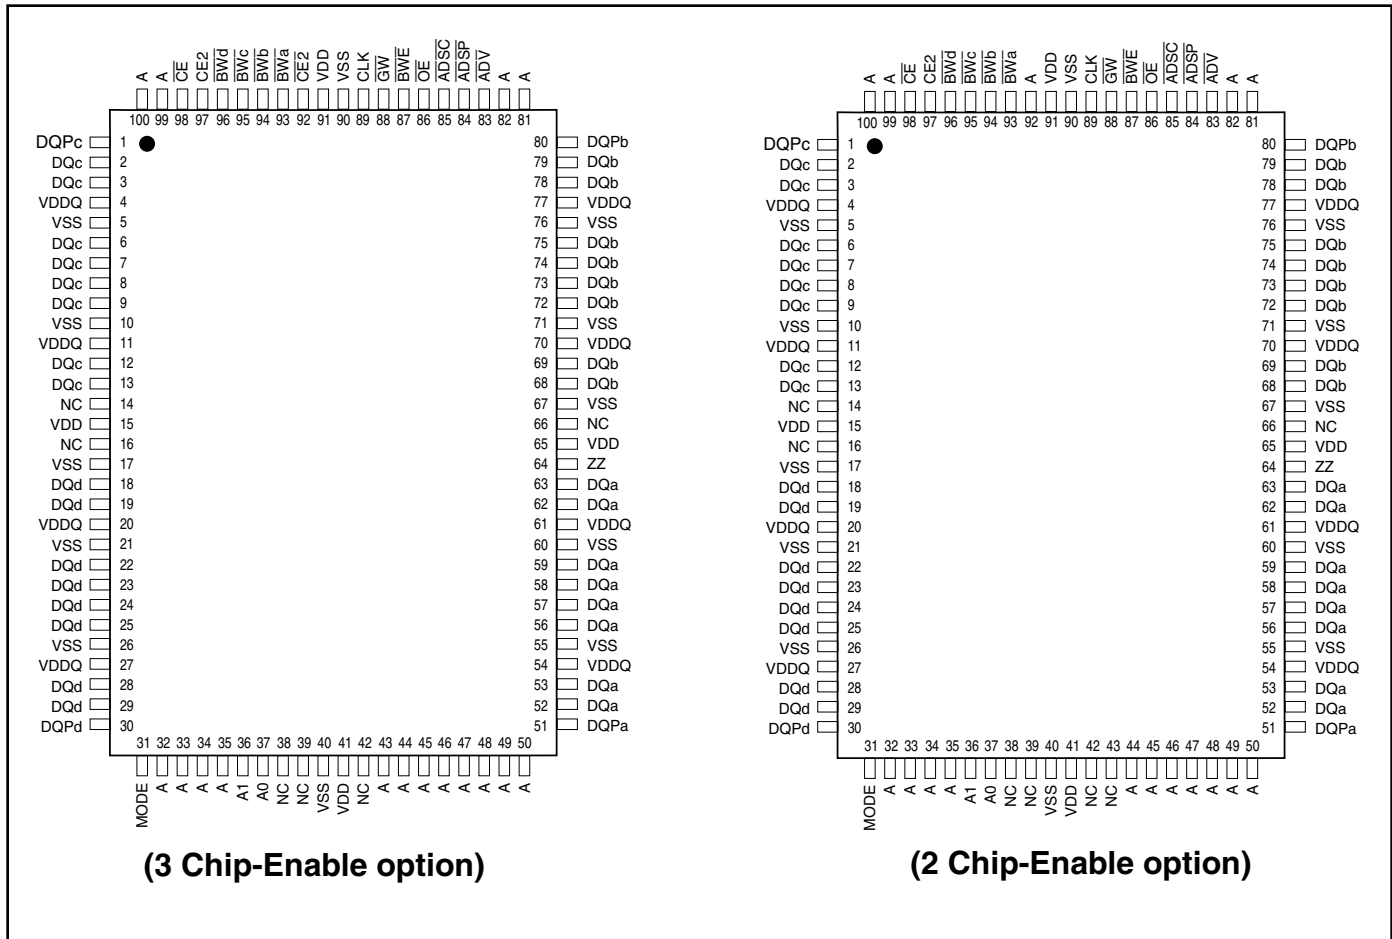 A A CE CE2 BWd BWc BWb BWa CE2 VDD VSS CLK GW BWE OE ADSC ADSP ADV A A
100 99 98 97 96 95 94 93 92 91 90 89 88 87 86 85 84 83 82 81
DQPc 1 80 DQPb
DQc 2 79 DQb
DQc 3 78 DQb
VDDQ 4 77 VDDQ
VSS 5 76 VSS
DQc 6 75 DQb
DQc 7 74 DQb
DQc 8 73 DQb
DQc 9 72 DQb
VSS 10 71 VSS
VDDQ 11 70 VDDQ
DQc 12 69 DQb
DQc 13 68 DQb
NC 14 67 VSS
VDD 15 66 NC
NC 16 65 VDD
VSS 17 64 ZZ
DQd 18 63 DQa
DQd 19 62 DQa
VDDQ 20 61 VDDQ
VSS 21 60 VSS
DQd 22 59 DQa
DQd 23 58 DQa
DQd 24 57 DQa
DQd 25 56 DQa
VSS 26 55 VSS
VDDQ 27 54 VDDQ
DQd 28 53 DQa
DQd 29 52 DQa
DQPd 30 51 DQPa
31 32 33 34 35 36 37 38 39 40 41 42 43 44 45 46 47 48 49 50
MODE A A A A A1 A0 NC NC VSS VDD NC A A A A A A A A
(3 Chip-Enable option)
A A CE CE2 BWd BWc BWb BWa A VDD VSS CLK GW BWE OE ADSC ADSP ADV A A
100 99 98 97 96 95 94 93 92 91 90 89 88 87 86 85 84 83 82 81
DQPc 1 80 DQPb
DQc 2 79 DQb
DQc 3 78 DQb
VDDQ 4 77 VDDQ
VSS 5 76 VSS
DQc 6 75 DQb
DQc 7 74 DQb
DQc 8 73 DQb
DQc 9 72 DQb
VSS 10 71 VSS
VDDQ 11 70 VDDQ
DQc 12 69 DQb
DQc 13 68 DQb
NC 14 67 VSS
VDD 15 66 NC
NC 16 65 VDD
VSS 17 64 ZZ
DQd 18 63 DQa
DQd 19 62 DQa
VDDQ 20 61 VDDQ
VSS 21 60 VSS
DQd 22 59 DQa
DQd 23 58 DQa
DQd 24 57 DQa
DQd 25 56 DQa
VSS 26 55 VSS
VDDQ 27 54 VDDQ
DQd 28 53 DQa
DQd 29 52 DQa
DQPd 30 51 DQPa
31 32 33 34 35 36 37 38 39 40 41 42 43 44 45 46 47 48 49 50
MODE A A A A A1 A0 NC NC VSS VDD NC NC A A A A A A A
(2 Chip-Enable option)